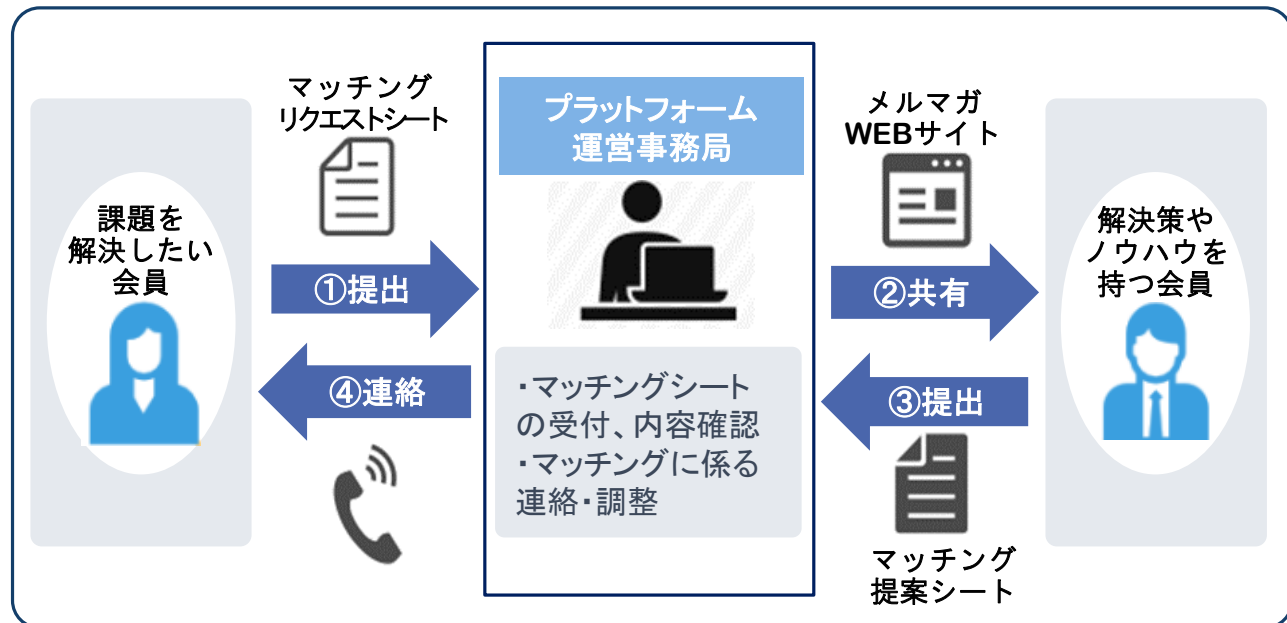 マッチング
リクエストシート
課題を
解決したい
会員
①提出
④連絡
プラットフォーム
運営事務局
・マッチングシート
の受付、内容確認
・マッチングに係る
連絡・調整
メルマガ
WEBサイト
②共有
③提出
マッチング
提案シート
解決策や
ノウハウを
持つ会員